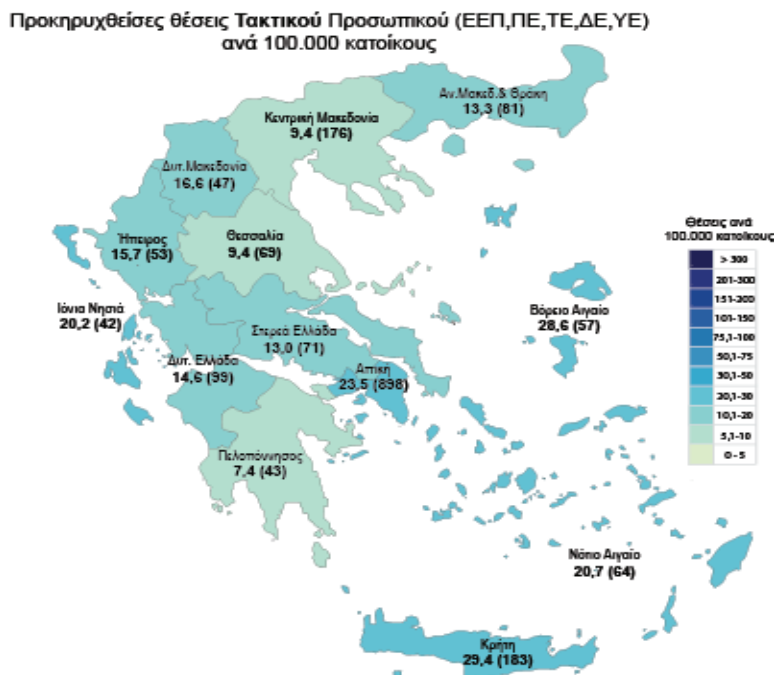 Προκηρυχθείσες θέσεις Τακτικού Προσωπικού (ΕΕΠ,ΠΕ,ΤΕ,ΔΕ,ΥΕ)
ανά 100.000 κατοίκους
Αν.Μακεδ.& Θράκη
13,3 (81)
Κεντρική Μακεδονία
9,4 (176)
Δυτ.Μακεδονία
16,6 (47)
Ήπειρος
15,7 (53)
Θεσσαλία
9,4 (69)
Ιόνια Νησιά
20,2 (42)
Στερεά Ελλάδα
13,0 (71)
Δυτ. Ελλάδα
14,6 (99)
Αττική
23,5 (898)
Πελοπόννησος
7,4 (43)
Βόρειο Αιγαίο
28,6 (57)
Νότιο Αιγαίο
20,7 (64)
Κρήτη
29,4 (183)
Θέσεις ανά
100.000 κατοίκους
> 300
201-300
151-200
101-150
75,1-100
50,1-75
30,1-50
20,1-30
10,1-20
5,1-10
0 - 5